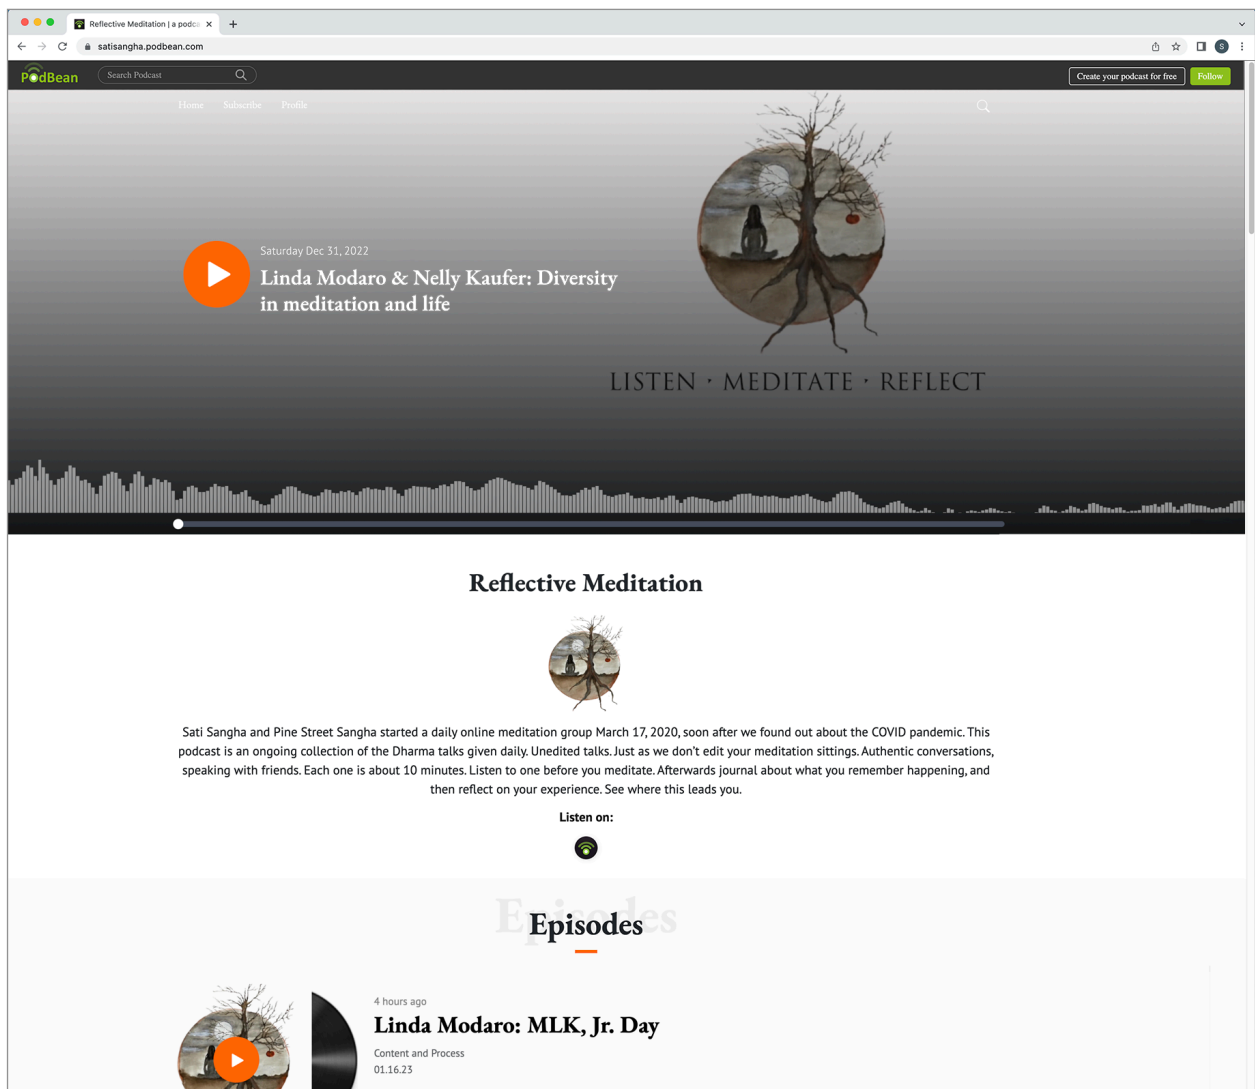 Reflective Meditation | a podca
satisangha.podbean.com
S
PodBean
Search Podcast
Create your podcast for free
Follow
Home
Subscribe
Profile
Saturday Dec 31, 2022
Linda Modaro & Nelly Kaufer: Diversity
in meditation and life
LISTEN · MEDITATE · REFLECT
Reflective Meditation
Sati Sangha and Pine Street Sangha started a daily online meditation group March 17, 2020, soon after we found out about the COVID pandemic. This
podcast is an ongoing collection of the Dharma talks given daily. Unedited talks. Just as we don't edit your meditation sittings. Authentic conversations,
speaking with friends. Each one is about 10 minutes. Listen to one before you meditate. Afterwards journal about what you remember happening, and
then reflect on your experience. See where this leads you.
Listen on:
Episodes
Episodes
4 hours ago
Linda Modaro: MLK, Jr. Day
Content and Process
01.16.23